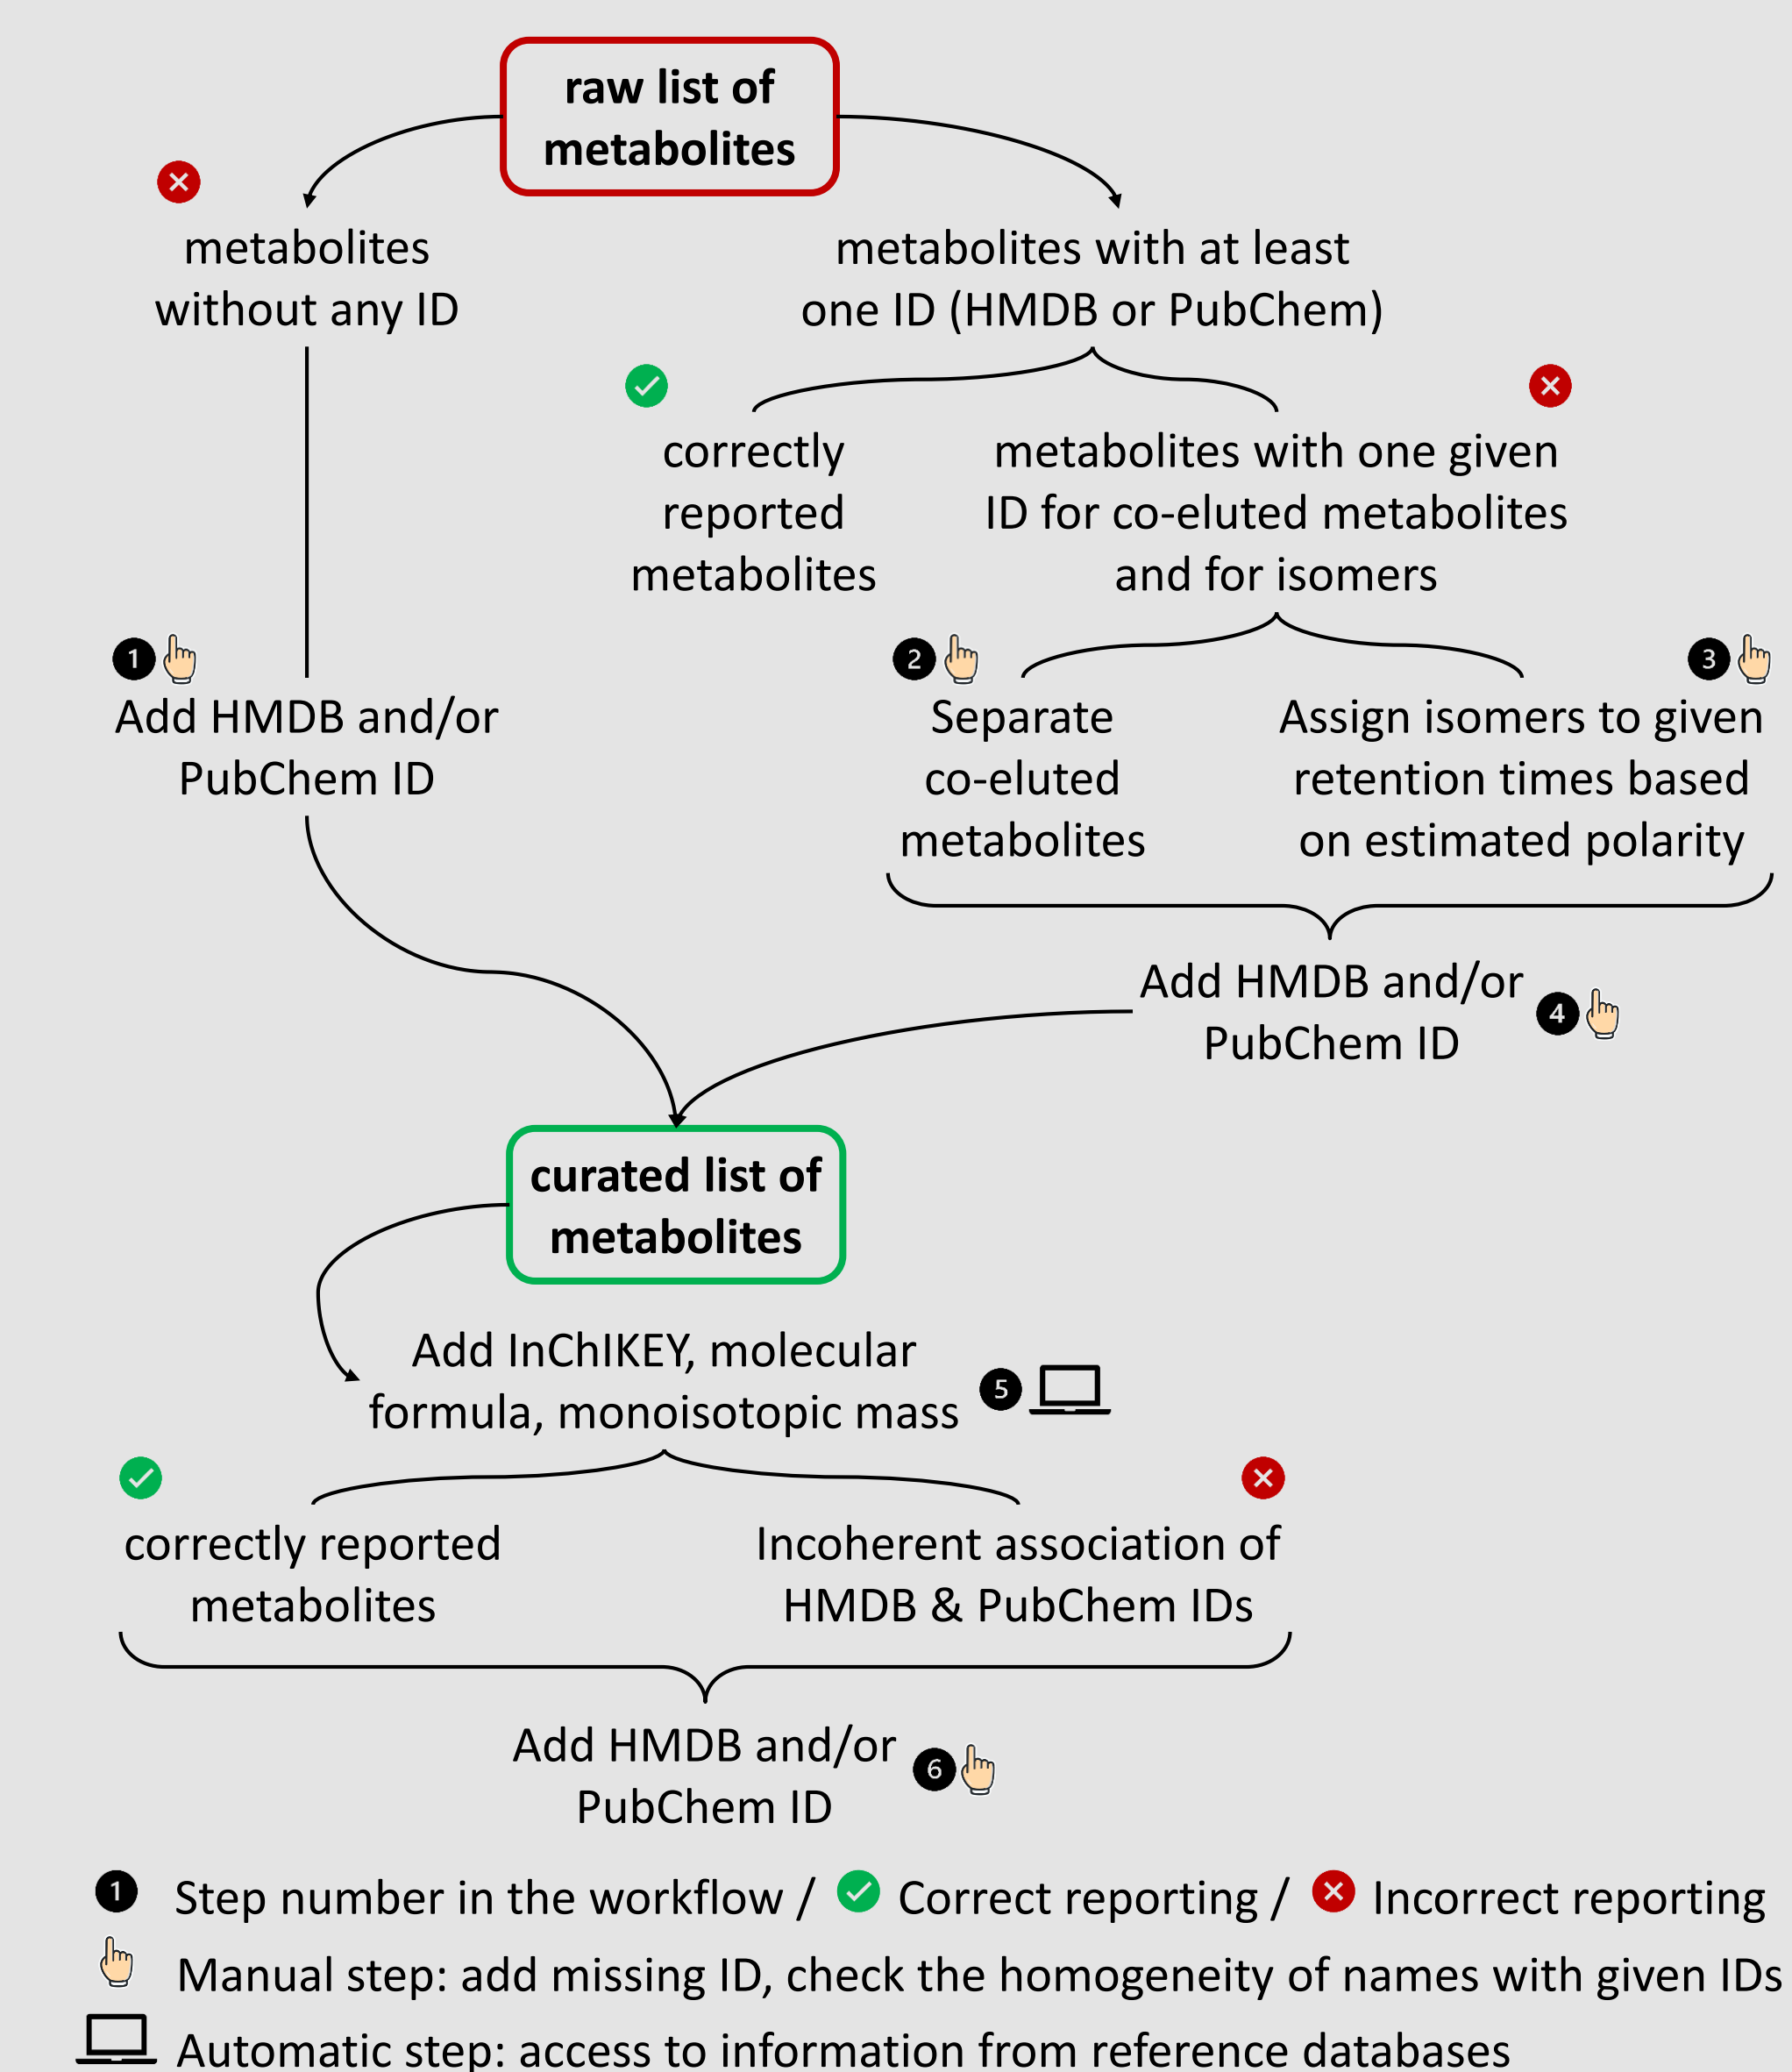 raw list of
metabolites
metabolites
without any ID
metabolites with at least
one ID (HMDB or PubChem)
correctly
reported
metabolites
metabolites with one given
ID for co-eluted metabolites
and for isomers
1
Add HMDB and/or
PubChem ID
2
Separate
co-eluted
metabolites
3
Assign isomers to given
retention times based
on estimated polarity
Add HMDB and/or
PubChem ID
4
curated list of
metabolites
Add InChIKEY, molecular
formula, monoisotopic mass
5
correctly reported
metabolites
Incoherent association of
HMDB & PubChem IDs
Add HMDB and/or
PubChem ID
6
1 Step number in the workflow / Correct reporting / Incorrect reporting
Manual step: add missing ID, check the homogeneity of names with given IDs
Automatic step: access to information from reference databases